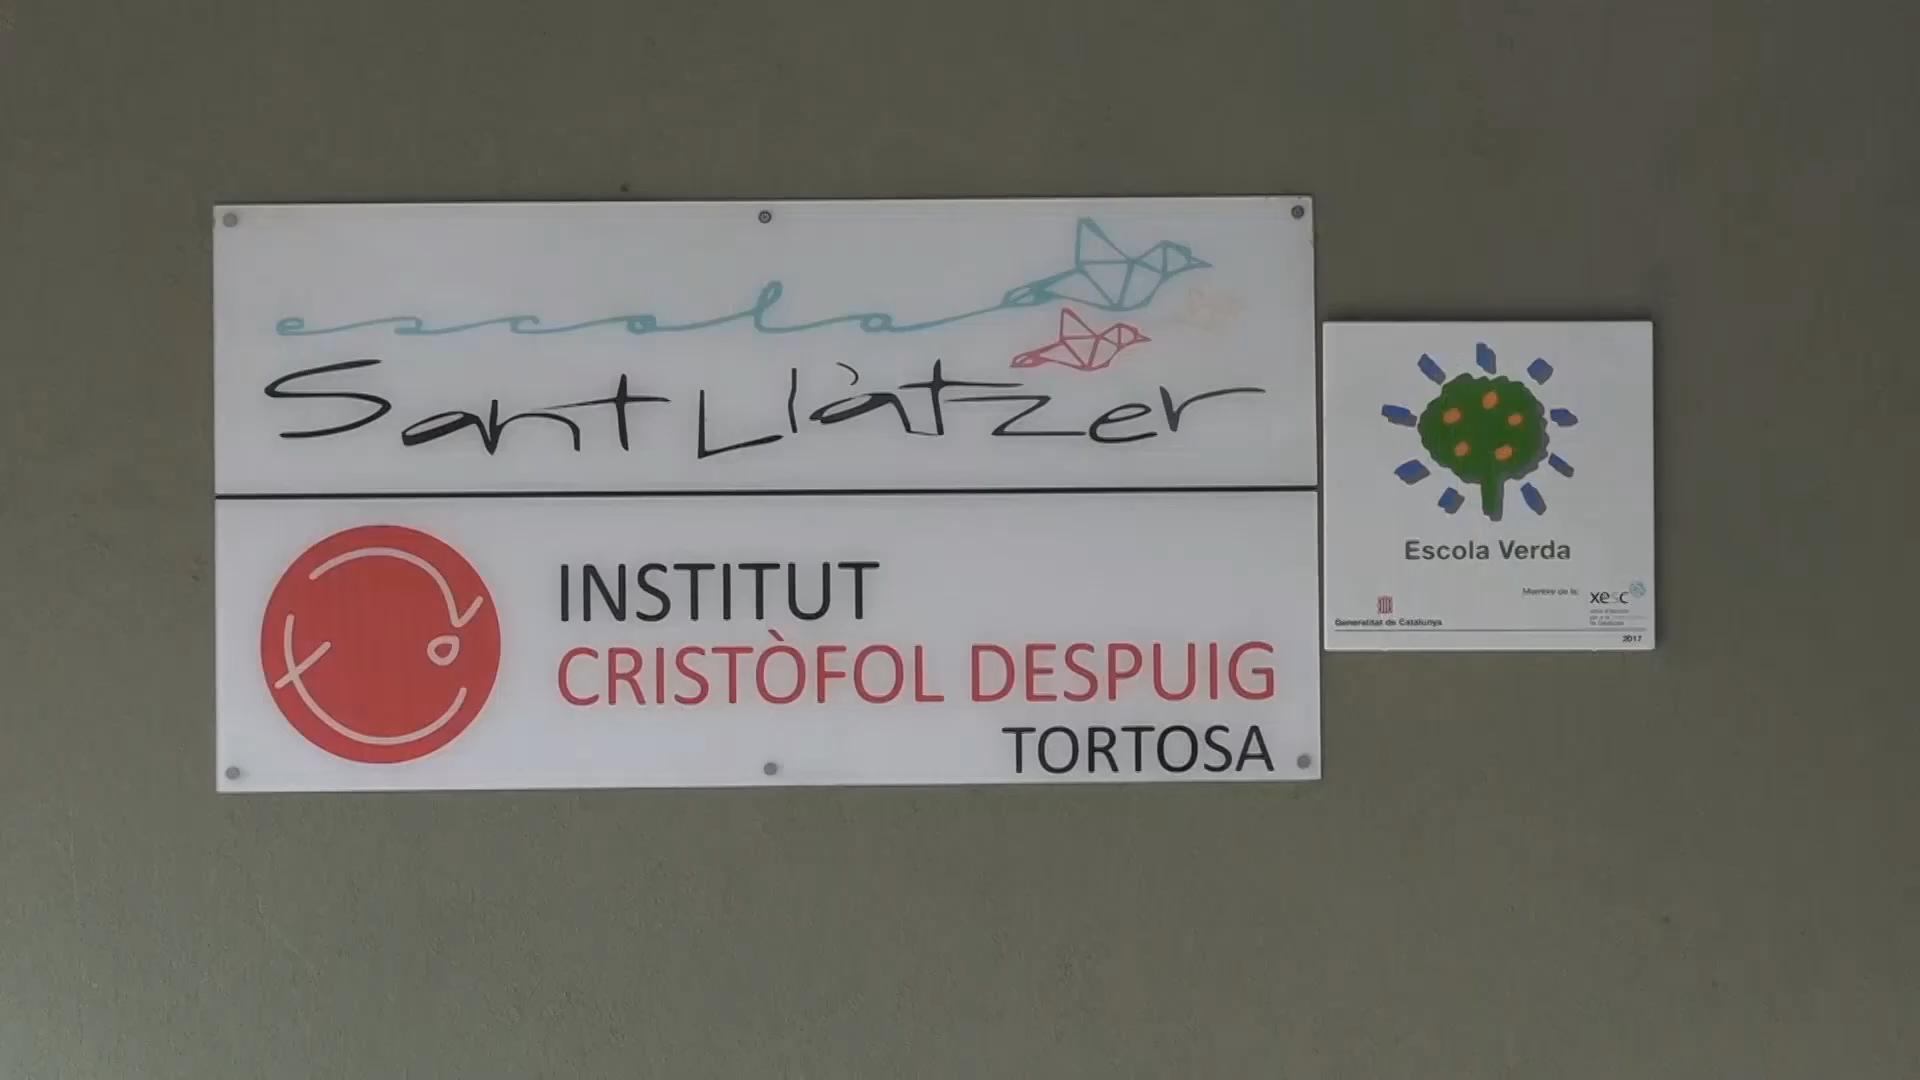 escola
Sant Llàtzer
INSTITUT
CRISTÒFOL DESPUIG
TORTOSA
Escola Verda
Membre de la:
xesc
Generalitat de Catalunya
2017